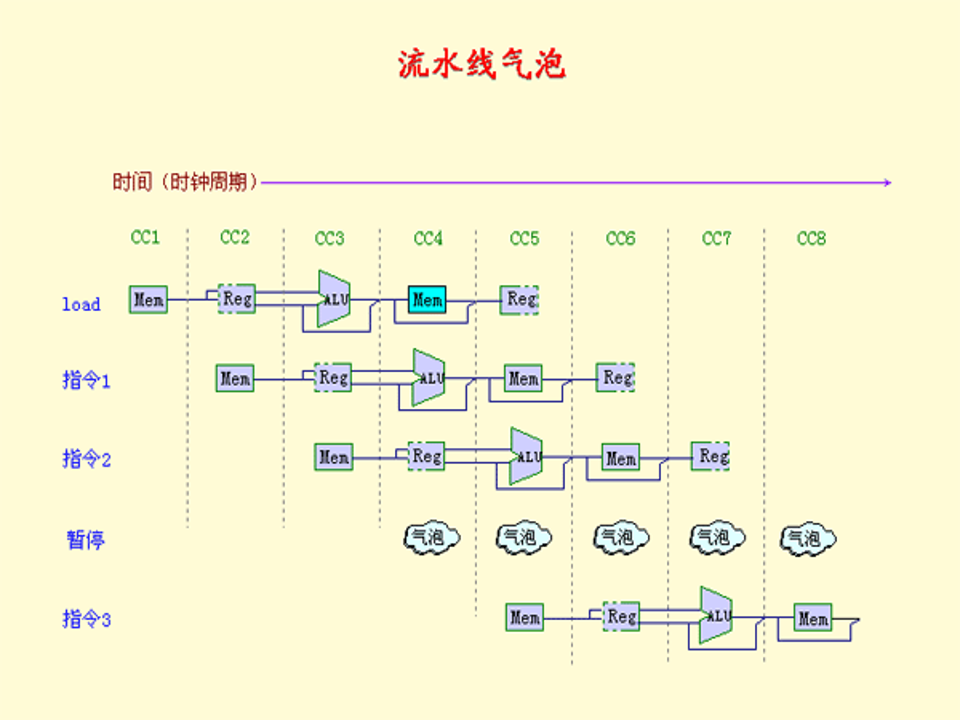 流水线气泡
时间（时钟周期）
CC1 CC2 CC3 CC4 CC5 CC6 CC7 CC8
load Mem Reg ALU Mem Reg
指令1 Mem Reg ALU Mem Reg
指令2 Mem Reg ALU Mem Reg
暂停 气泡 气泡 气泡 气泡 气泡
指令3 Mem Reg ALU Mem